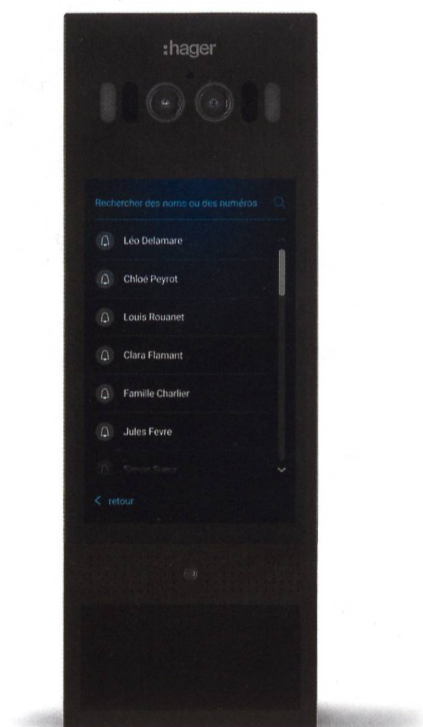 :hager
Rechercher des noms ou des numéros
Léo Delamare
Chloé Peyrot
Louis Rouanet
Clara Flamant
Famille Charlier
Jules Fevre
Simon
< retour